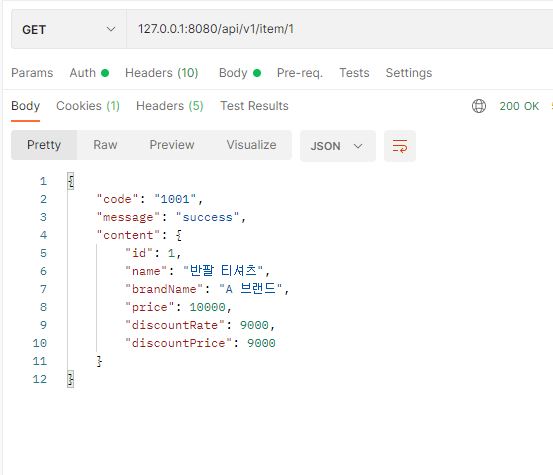 GET 127.0.0.1:8080/api/v1/item/1
Params Auth Headers (10) Body Pre-req. Tests Settings
Body Cookies (1) Headers (5) Test Results 200 OK
Pretty Raw Preview Visualize JSON
1 {
2 "code": "1001",
3 "message": "success",
4 "content": {
5 "id": 1,
6 "name": "반팔 티셔츠",
7 "brandName": "A 브랜드",
8 "price": 10000,
9 "discountRate": 9000,
10 "discountPrice": 9000
11 }
12 }